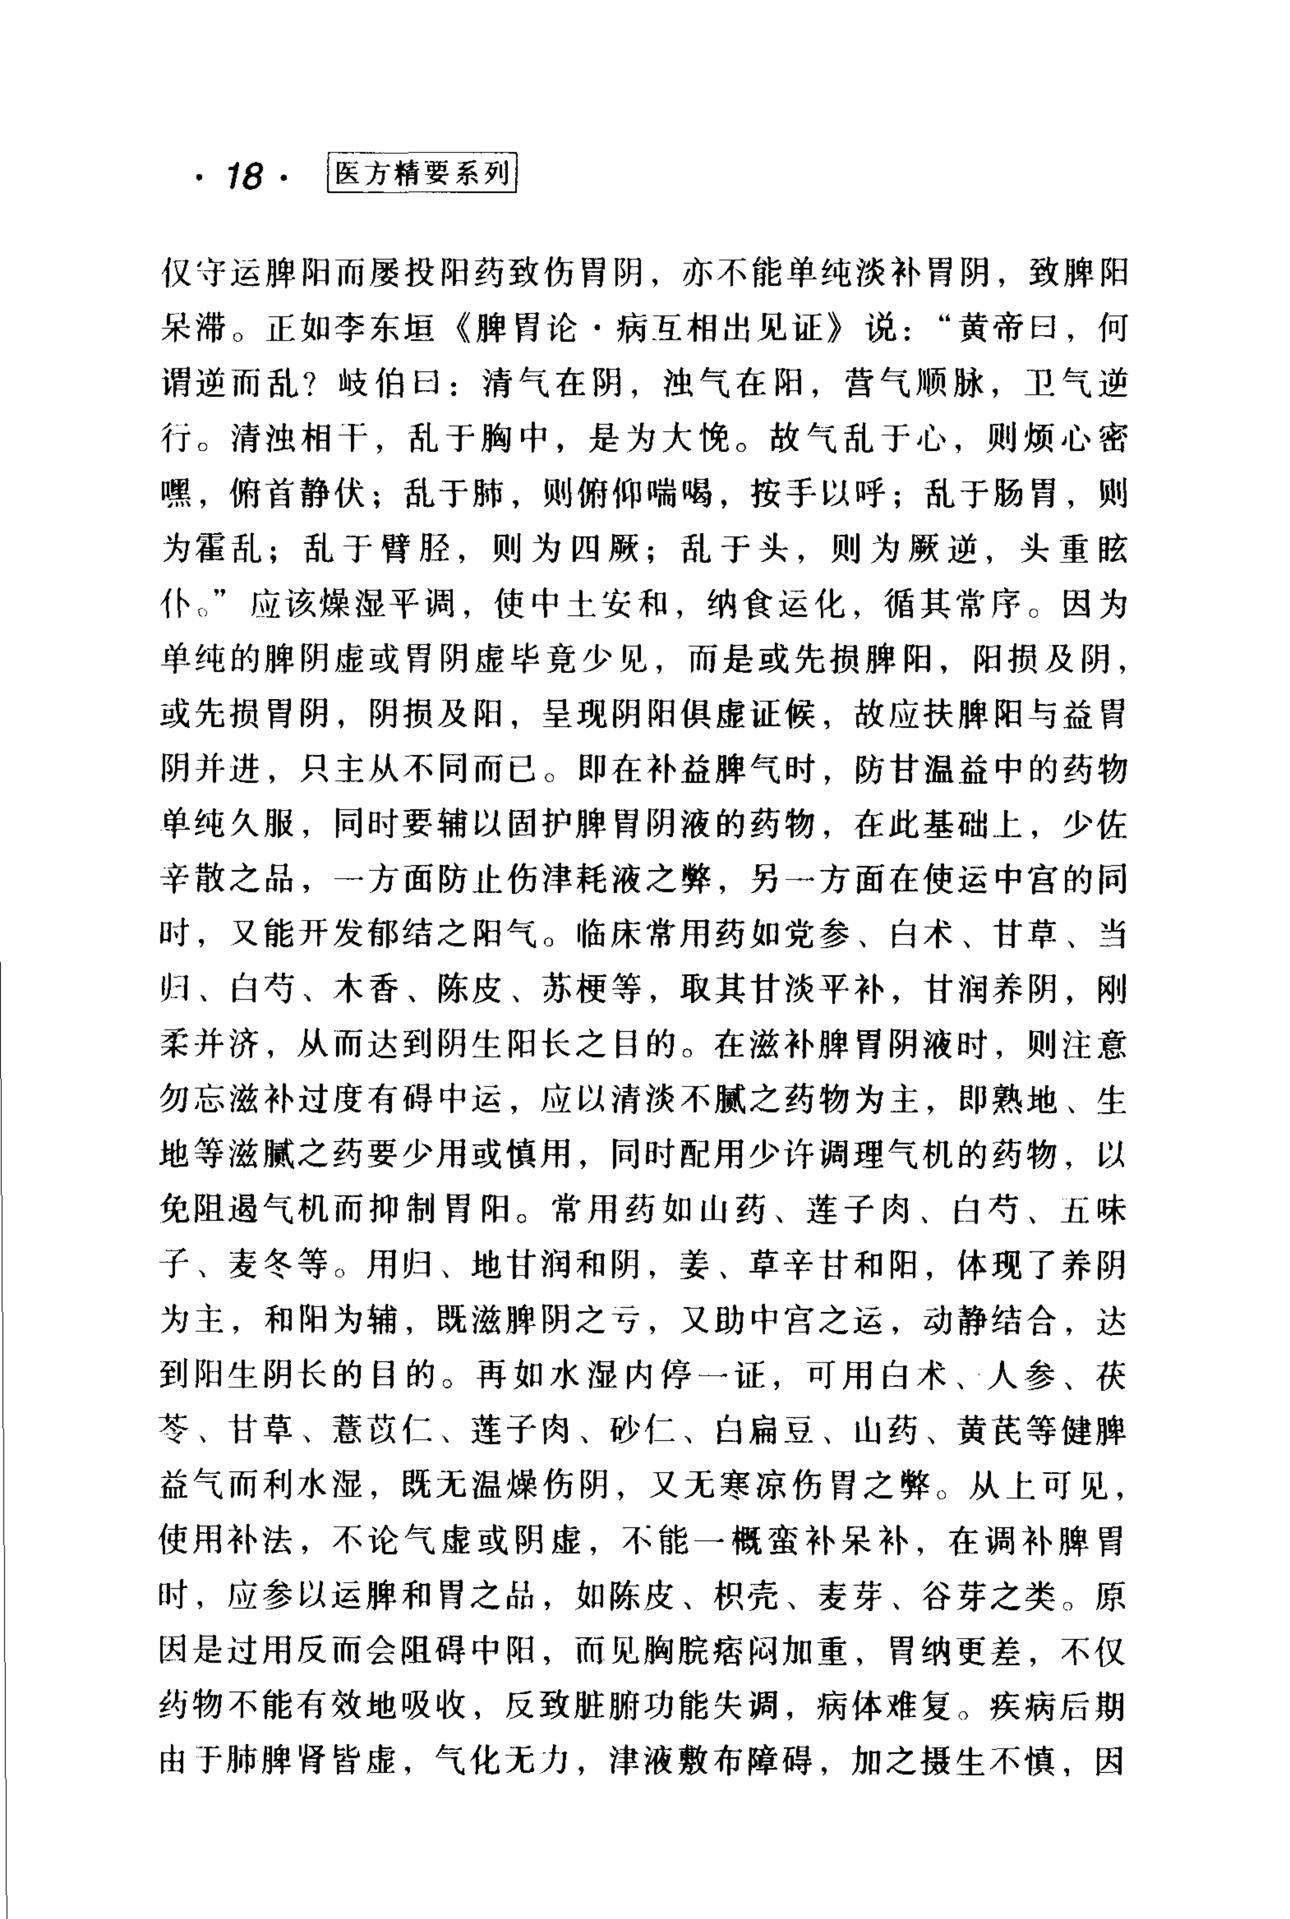 ·18· 医方精要系列
仅守运脾阳而屡投阳药致伤胃阴，亦不能单纯淡补胃阴，致脾阳
呆滞。正如李东垣《脾胃论·病互相出见证》说：“黄帝曰，何
谓逆而乱？岐伯曰：清气在阴，浊气在阳，营气顺脉，卫气逆
行。清浊相干，乱于胸中，是为大悗。故气乱于心，则烦心密
嘿，俯首静伏；乱于肺，则俯仰喘喝，按手以呼；乱于肠胃，则
为霍乱；乱于臂胫，则为四厥；乱于头，则为厥逆，头重眩
仆。”应该燥湿平调，使中土安和，纳食运化，循其常序。因为
单纯的脾阴虚或胃阴虚毕竟少见，而是或先损脾阳，阳损及阴，
或先损胃阴，阴损及阳，呈现阴阳俱虚证候，故应扶脾阳与益胃
阴并进，只主从不同而已。即在补益脾气时，防甘温益中的药物
单纯久服，同时要辅以固护脾胃阴液的药物，在此基础上，少佐
辛散之品，一方面防止伤津耗液之弊，另一方面在使运中宫的同
时，又能开发郁结之阳气。临床常用药如党参、白术、甘草、当
归、白芍、木香、陈皮、苏梗等，取其甘淡平补，甘润养阴，刚
柔并济，从而达到阴生阳长之目的。在滋补脾胃阴液时，则注意
勿忘滋补过度有碍中运，应以清淡不腻之药物为主，即熟地、生
地等滋腻之药要少用或慎用，同时配用少许调理气机的药物，以
免阻遏气机而抑制胃阳。常用药如山药、莲子肉、白芍、五味
子、麦冬等。用归、地甘润和阴，姜、草辛甘和阳，体现了养阴
为主，和阳为辅，既滋脾阴之亏，又助中宫之运，动静结合，达
到阳生阴长的目的。再如水湿内停一证，可用白术、人参、茯
苓、甘草、薏苡仁、莲子肉、砂仁、白扁豆、山药、黄芪等健脾
益气而利水湿，既无温燥伤阴，又无寒凉伤胃之弊。从上可见，
使用补法，不论气虚或阴虚，不能一概蛮补呆补，在调补脾胃
时，应参以运脾和胃之品，如陈皮、枳壳、麦芽、谷芽之类。原
因是过用反而会阻碍中阳，而见胸脘痞闷加重，胃纳更差，不仅
药物不能有效地吸收，反致脏腑功能失调，病体难复。疾病后期
由于肺脾肾皆虚，气化无力，津液敷布障碍，加之摄生不慎，因